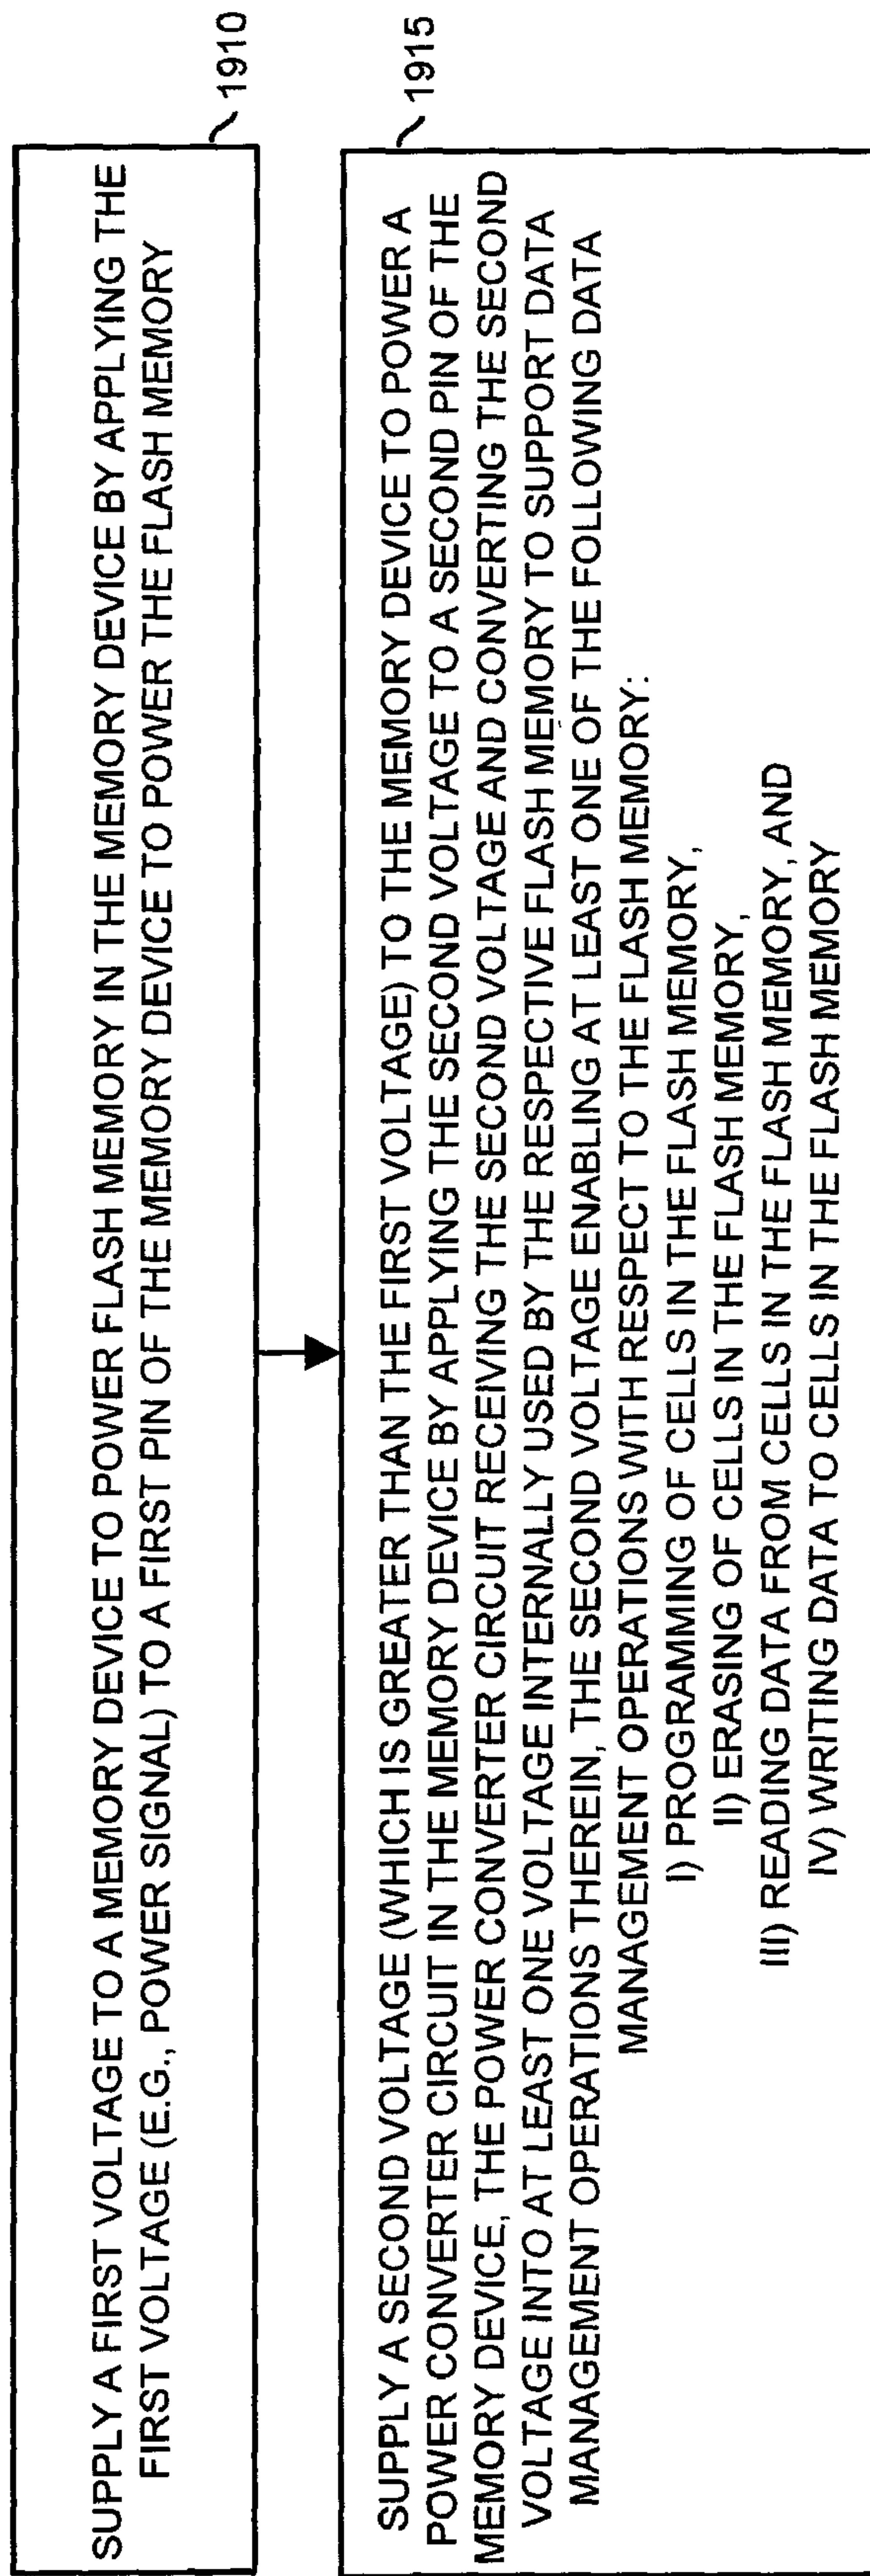 SUPPLY A FIRST VOLTAGE TO A MEMORY DEVICE TO POWER FLASH MEMORY IN THE MEMORY DEVICE BY APPLYING THE
FIRST VOLTAGE (E.G., POWER SIGNAL) TO A FIRST PIN OF THE MEMORY DEVICE TO POWER THE FLASH MEMORY
1910
SUPPLY A SECOND VOLTAGE (WHICH IS GREATER THAN THE FIRST VOLTAGE) TO THE MEMORY DEVICE TO POWER A
POWER CONVERTER CIRCUIT IN THE MEMORY DEVICE BY APPLYING THE SECOND VOLTAGE TO A SECOND PIN OF THE
MEMORY DEVICE, THE POWER CONVERTER CIRCUIT RECEIVING THE SECOND VOLTAGE AND CONVERTING THE SECOND
VOLTAGE INTO AT LEAST ONE VOLTAGE INTERNALLY USED BY THE RESPECTIVE FLASH MEMORY TO SUPPORT DATA
MANAGEMENT OPERATIONS THEREIN, THE SECOND VOLTAGE ENABLING AT LEAST ONE OF THE FOLLOWING DATA
MANAGEMENT OPERATIONS WITH RESPECT TO THE FLASH MEMORY:
I) PROGRAMMING OF CELLS IN THE FLASH MEMORY,
II) ERASING OF CELLS IN THE FLASH MEMORY,
III) READING DATA FROM CELLS IN THE FLASH MEMORY, AND
IV) WRITING DATA TO CELLS IN THE FLASH MEMORY
1915